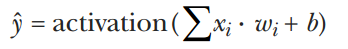 ŷ = activation(∑xᵢ · wᵢ + b)